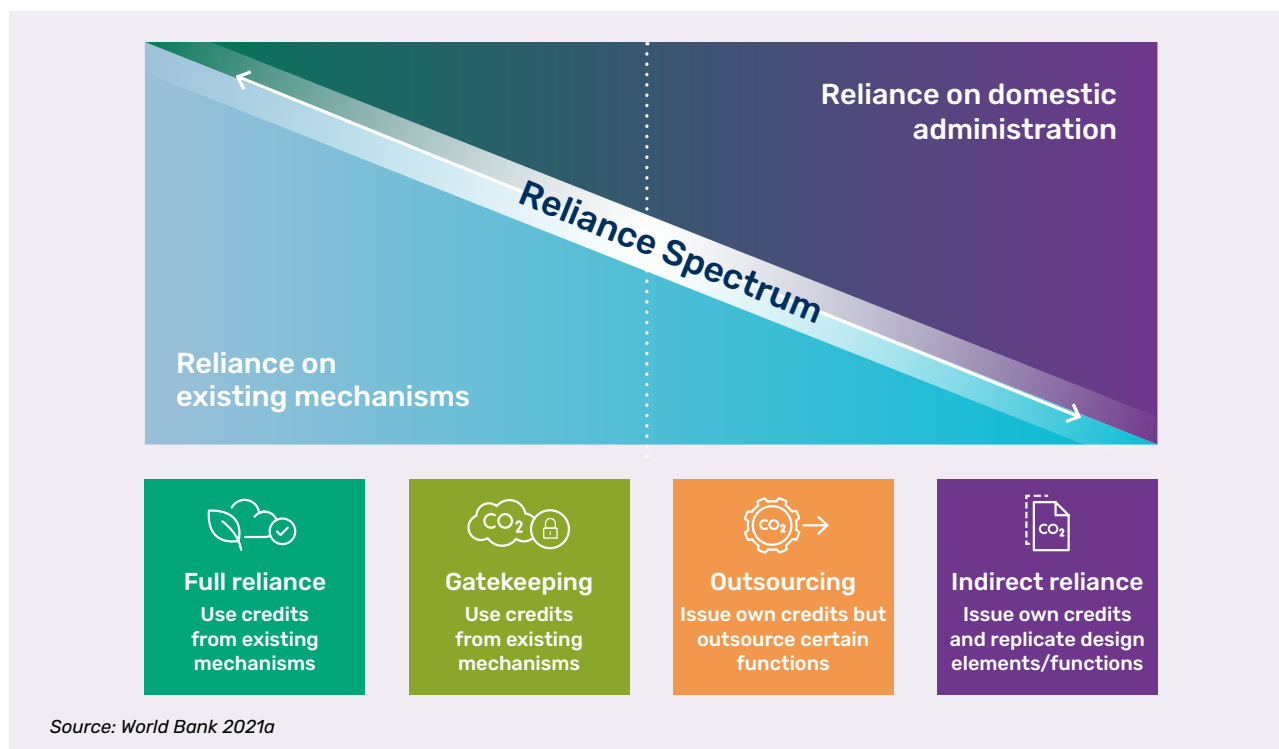 Reliance on domestic
administration
Reliance Spectrum
Reliance on
existing mechanisms
Full reliance
Use credits
from existing
mechanisms
CO₂
Gatekeeping
Use credits
from existing
mechanisms
CO₂
Outsourcing
Issue own credits but
outsource certain
functions
CO₂
Indirect reliance
Issue own credits
and replicate design
elements/functions
Source: World Bank 2021a